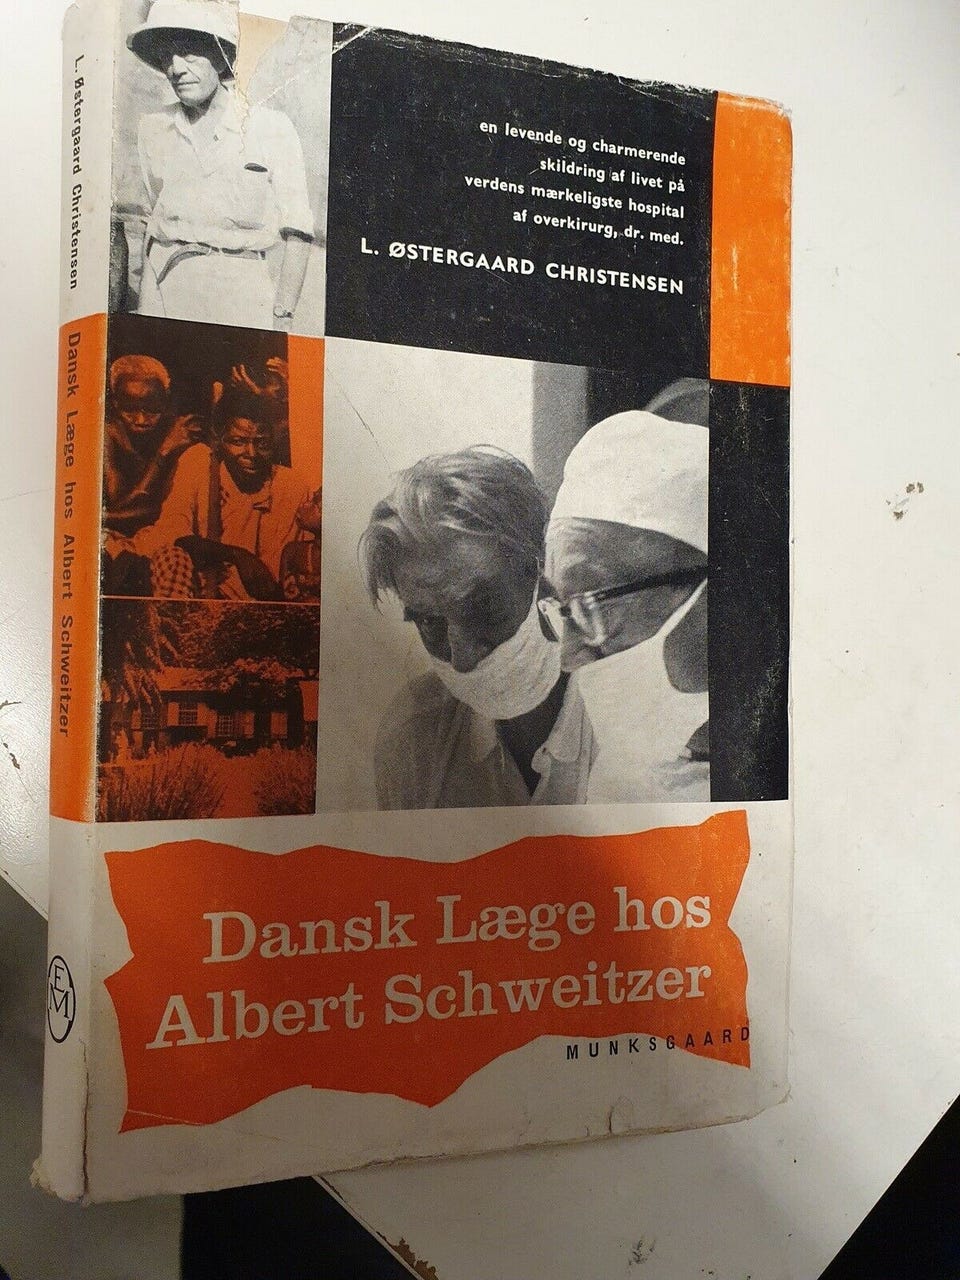 L. Østergaard Christensen
Dansk Læge hos Albert Schweitzer
EM
en levende og charmerende
skildring af livet på
verdens mærkeligste hospital
af overkirurg, dr. med.
L. ØSTERGAARD CHRISTENSEN
Dansk Læge hos
Albert Schweitzer
MUNKSGAARD